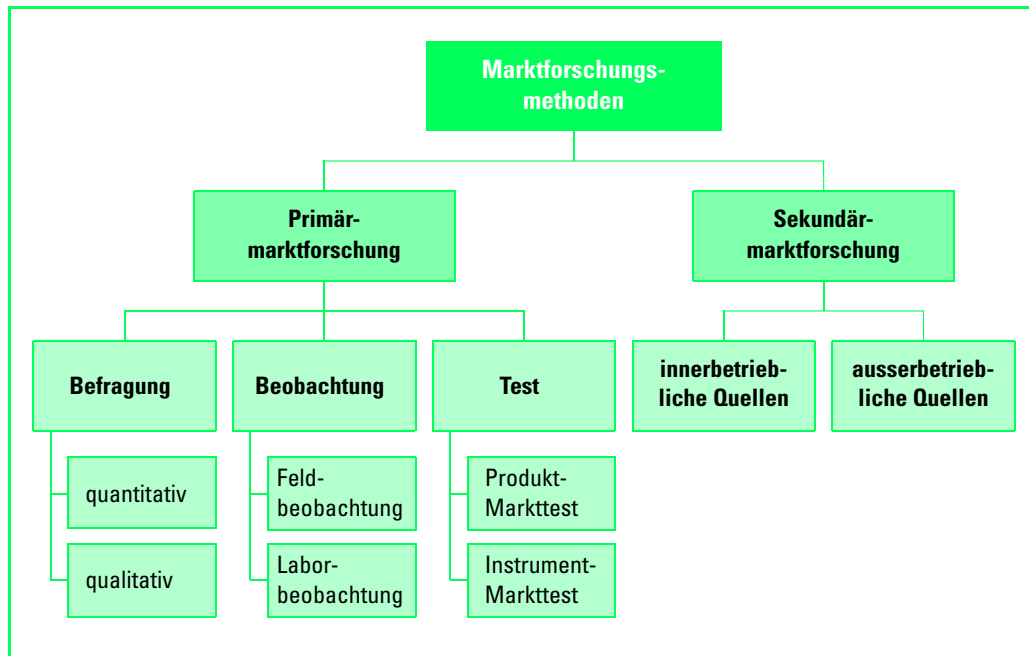 Marktforschungs-
methoden
Primär-
marktforschung
Sekundär-
marktforschung
Befragung
Beobachtung
Test
innerbetrieb-
liche Quellen
ausserbetrieb-
liche Quellen
quantitativ
Feld-
beobachtung
Produkt-
Markttest
qualitativ
Labor-
beobachtung
Instrument-
Markttest